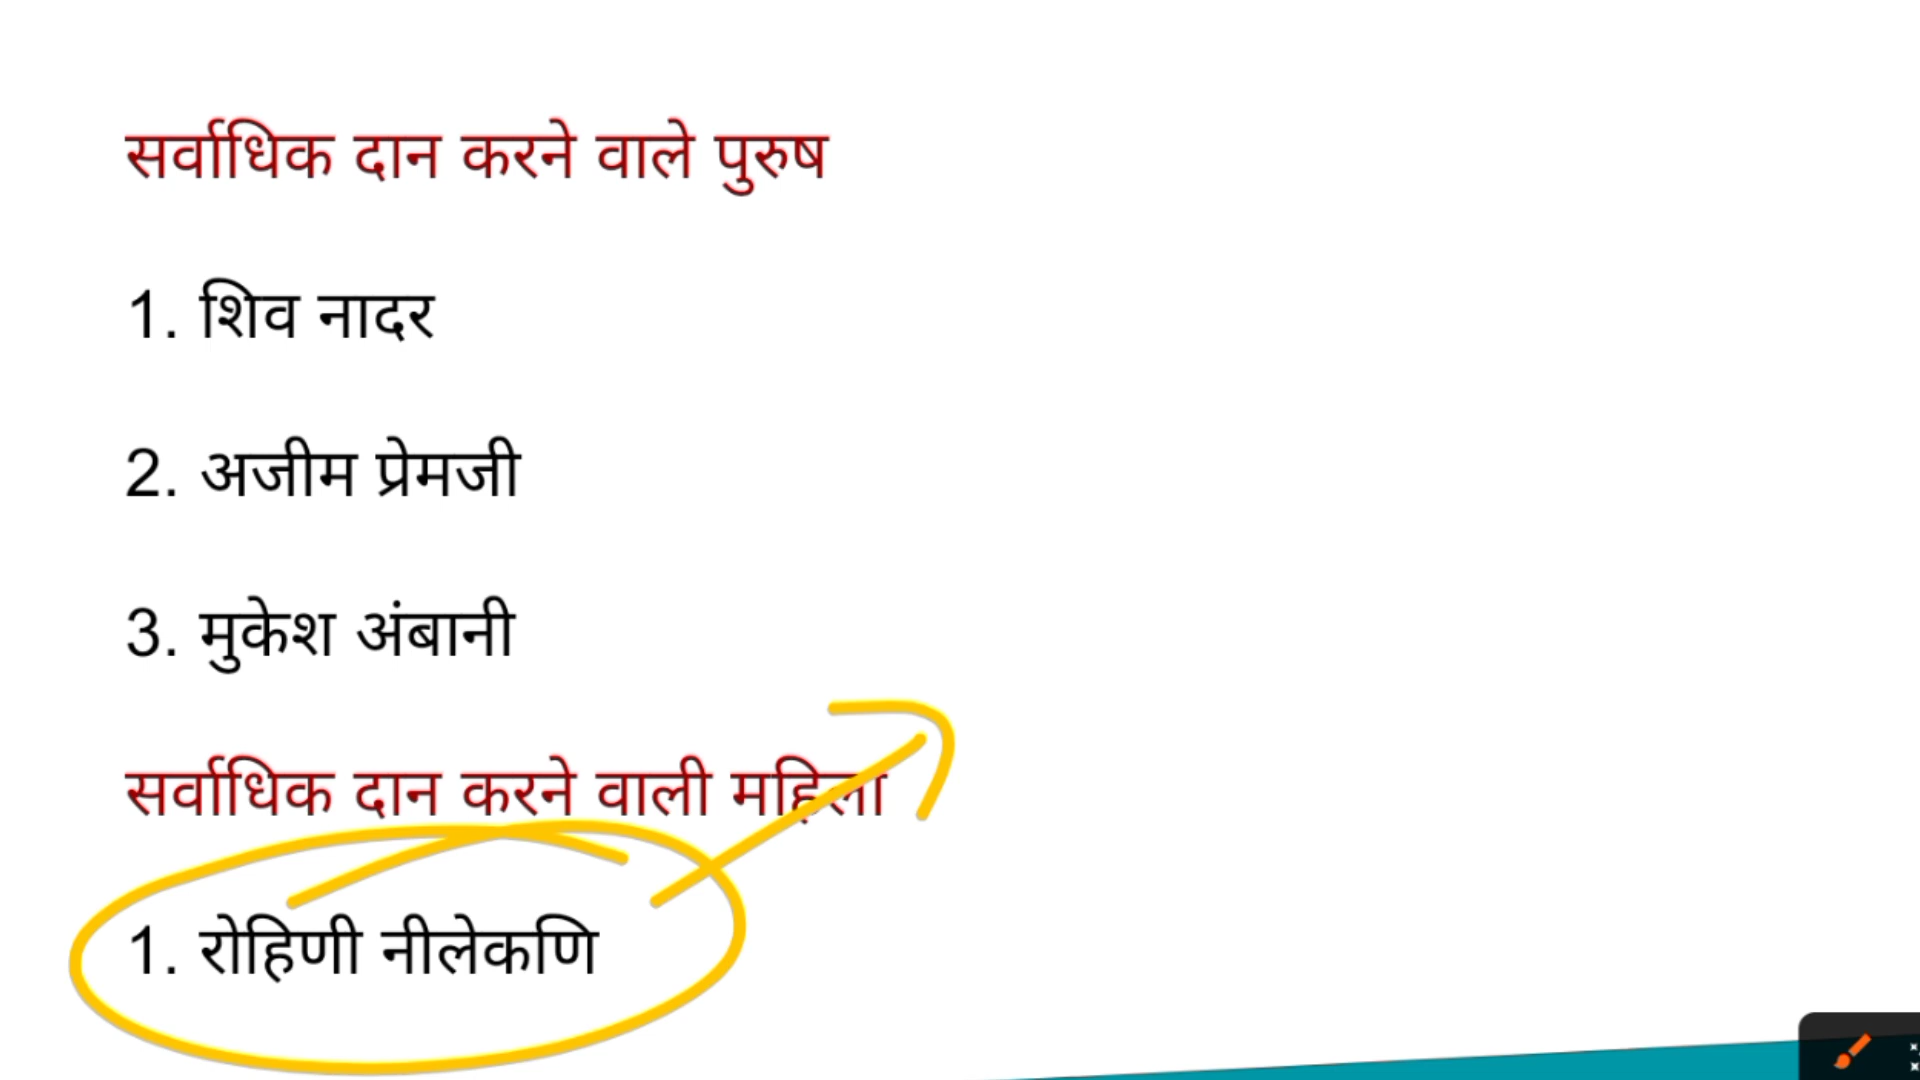 सर्वाधिक दान करने वाले पुरुष
1. शिव नादर
2. अजीम प्रेमजी
3. मुकेश अंबानी
सर्वाधिक दान करने वाली महिला
1. रोहिणी नीलेकणि